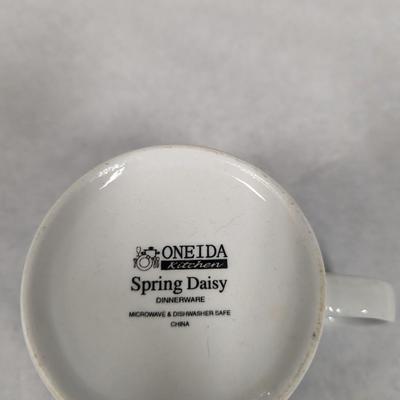 ONEIDA
Kitchen
Spring Daisy
DINNERWARE
MICROWAVE & DISHWASHER SAFE
CHINA